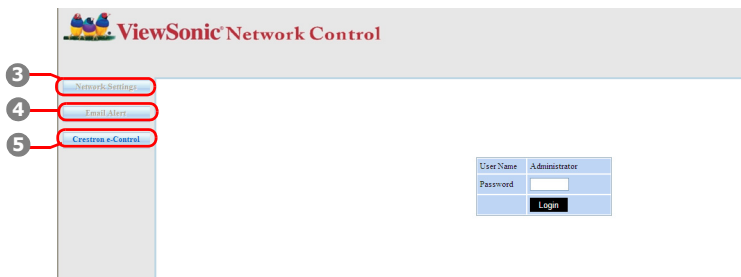 ViewSonic® Network Control
3 Network Settings
4 Email Alert
5 Crestron e-Control
User Name Administrator
Password
Login